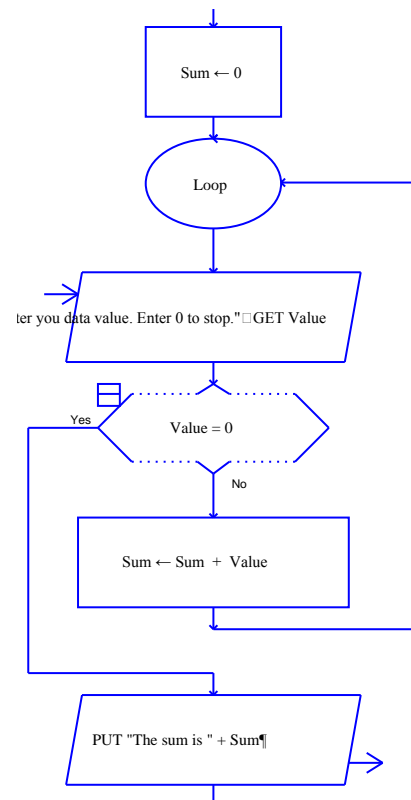 Sum ← 0
Loop
ter you data value. Enter 0 to stop."□GET Value
Yes
Value = 0
No
Sum ← Sum + Value
PUT "The sum is " + Sum¶